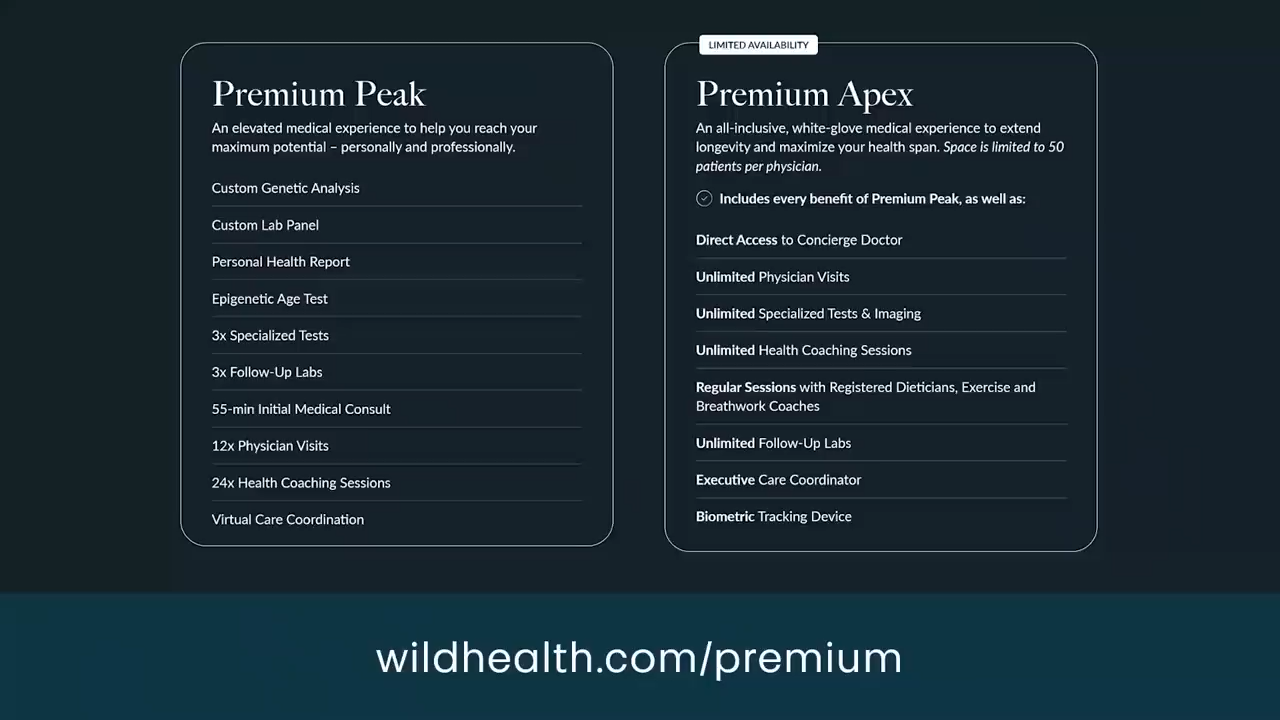 Premium Peak
An elevated medical experience to help you reach your
maximum potential – personally and professionally.
Custom Genetic Analysis
Custom Lab Panel
Personal Health Report
Epigenetic Age Test
3x Specialized Tests
3x Follow-Up Labs
55-min Initial Medical Consult
12x Physician Visits
24x Health Coaching Sessions
Virtual Care Coordination
LIMITED AVAILABILITY
Premium Apex
An all-inclusive, white-glove medical experience to extend
longevity and maximize your health span. Space is limited to 50
patients per physician.
Includes every benefit of Premium Peak, as well as:
Direct Access to Concierge Doctor
Unlimited Physician Visits
Unlimited Specialized Tests & Imaging
Unlimited Health Coaching Sessions
Regular Sessions with Registered Dieticians, Exercise and
Breathwork Coaches
Unlimited Follow-Up Labs
Executive Care Coordinator
Biometric Tracking Device
wildhealth.com/premium